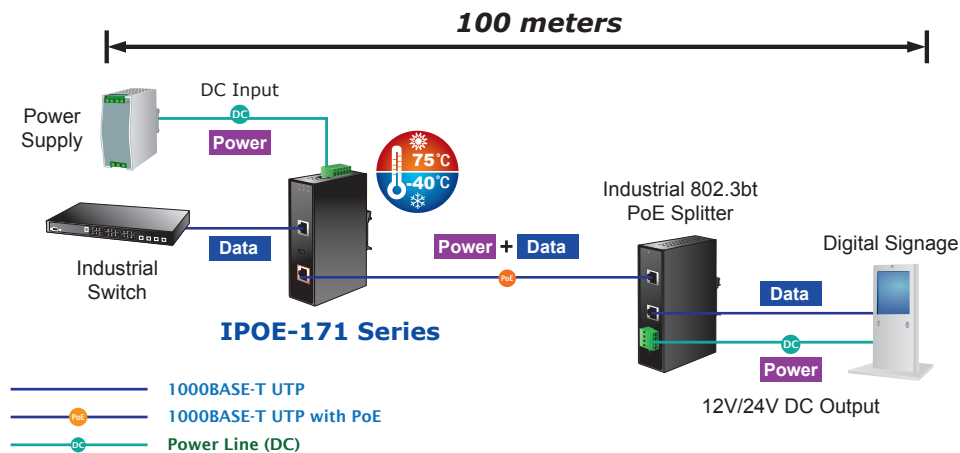 100 meters
DC Input
Power
Supply
DC
Power
75°C
-40°C
Industrial 802.3bt
PoE Splitter
Data
Power + Data
Digital Signage
Industrial
Switch
PoE
Data
IPOE-171 Series
DC
Power
12V/24V DC Output
1000BASE-T UTP
PoE
1000BASE-T UTP with PoE
DC
Power Line (DC)